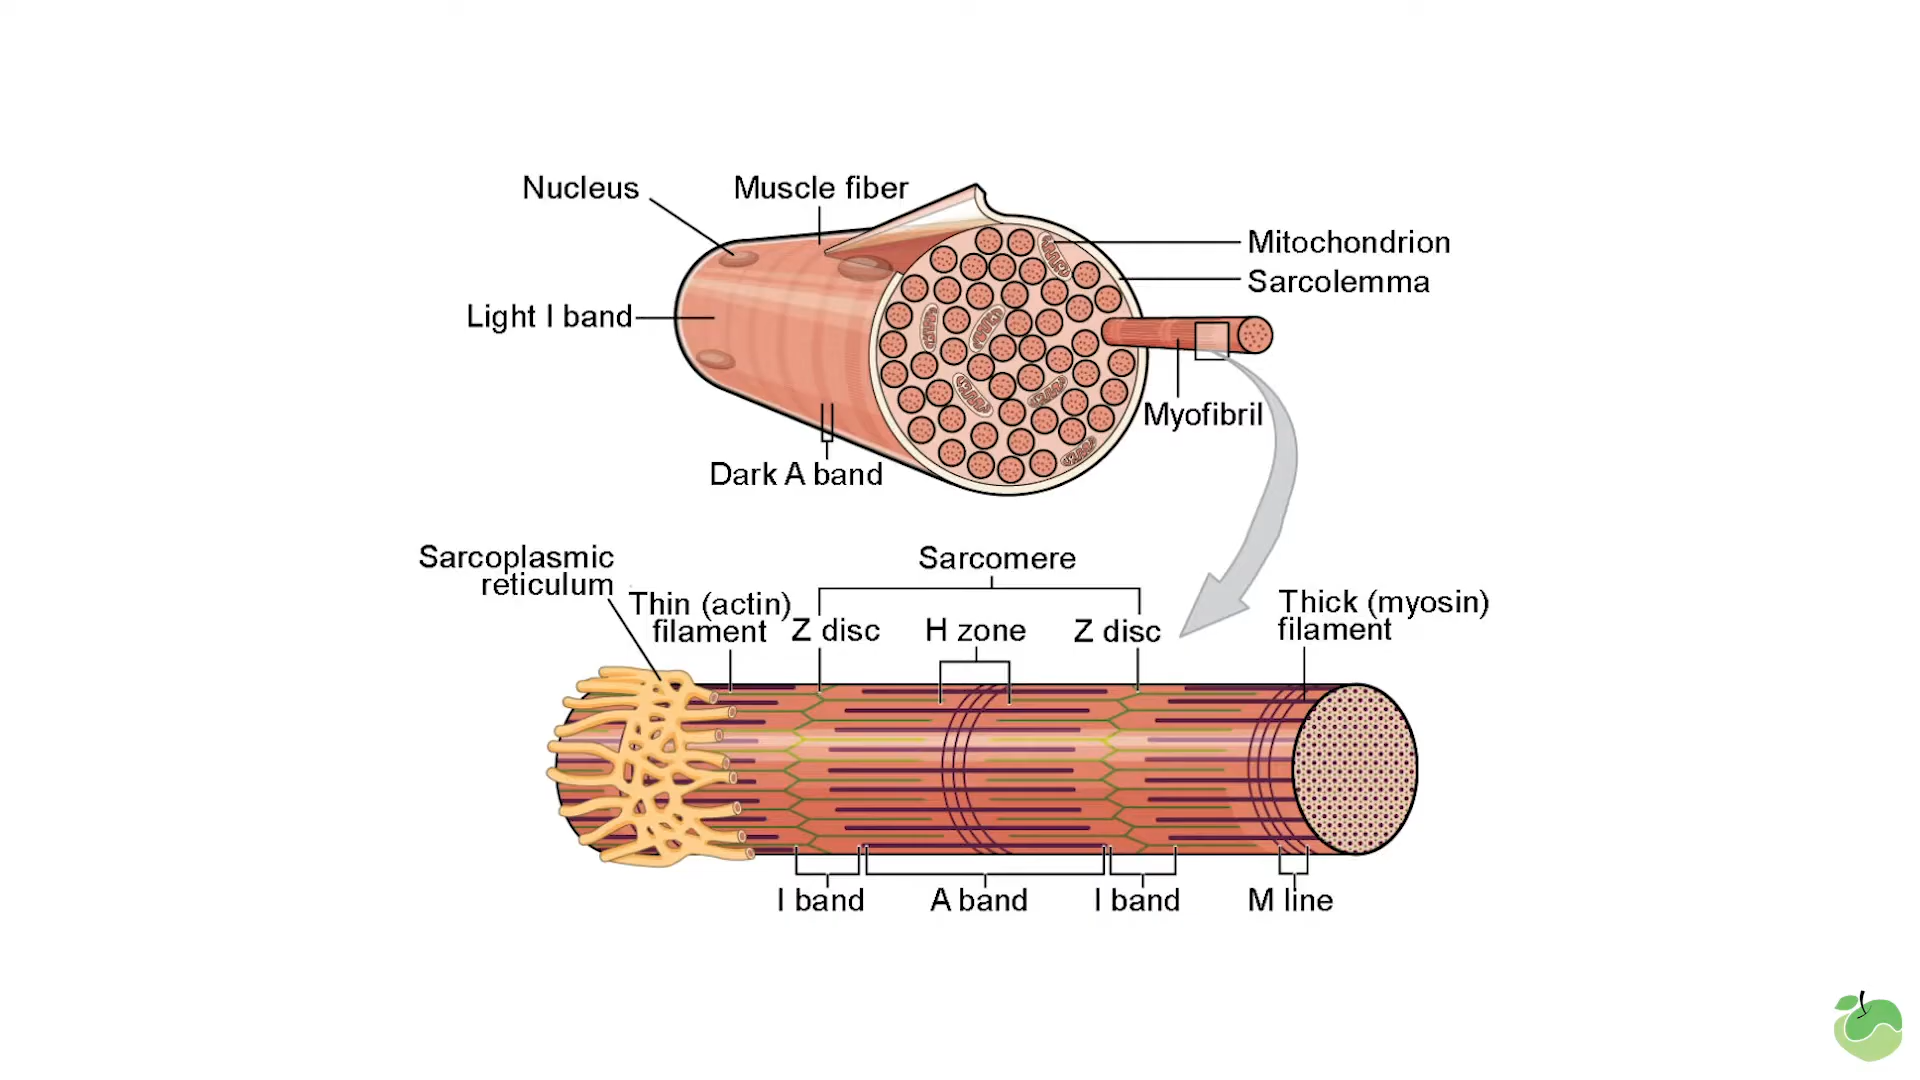 Nucleus
Muscle fiber
Mitochondrion
Sarcolemma
Light I band
Myofibril
Dark A band
Sarcoplasmic
reticulum
Thin (actin)
filament
Sarcomere
Z disc
H zone
Z disc
Thick (myosin)
filament
I band
A band
I band
M line